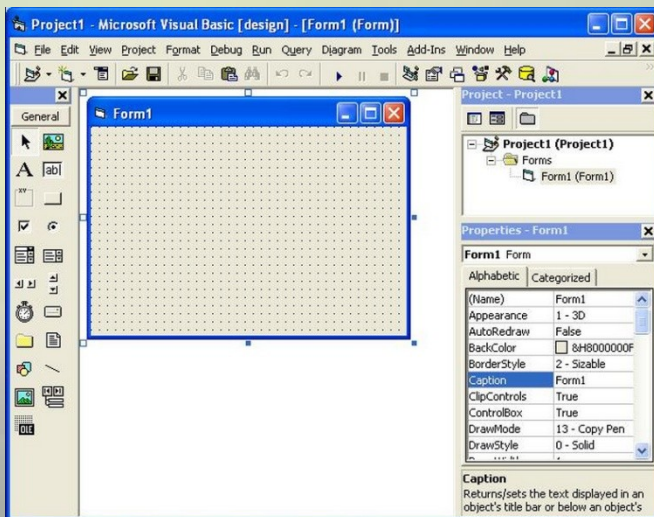 Project1 - Microsoft Visual Basic [design] - [Form1 (Form)]
File Edit View Project Format Debug Run Query Diagram Tools Add-Ins Window Help
General
A ab|
XY
OLE
Form1
Project - Project1
Project1 (Project1)
Forms
Form1 (Form1)
Properties - Form1
Form1 Form
Alphabetic Categorized
(Name) Form1
Appearance 1 - 3D
AutoRedraw False
BackColor &H8000000F
BorderStyle 2 - Sizable
Caption Form1
ClipControls True
ControlBox True
DrawMode 13 - Copy Pen
DrawStyle 0 - Solid
Caption
Returns/sets the text displayed in an
object's title bar or below an object's